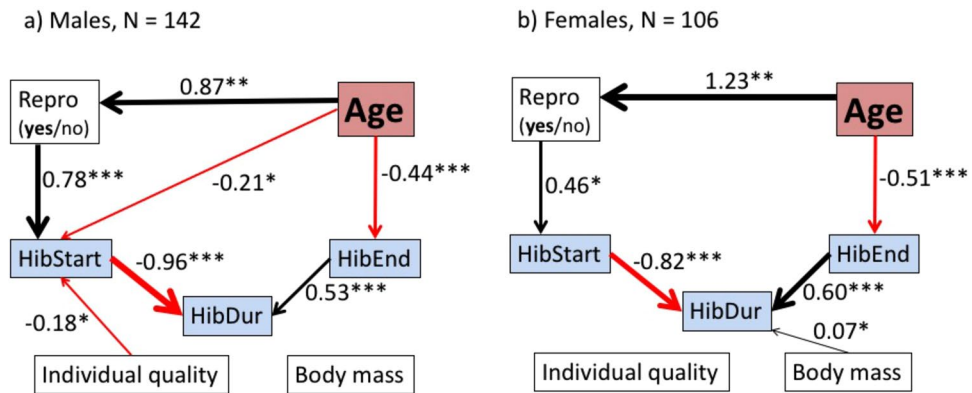 a) Males, N = 142
0.87**
Repro
(yes/no)
Age
0.78***
-0.21*
-0.44***
HibStart
-0.96***
HibEnd
0.53***
HibDur
-0.18*
Individual quality
Body mass
b) Females, N = 106
1.23**
Repro
(yes/no)
Age
0.46*
-0.51***
HibStart
-0.82***
HibEnd
0.60***
HibDur
0.07*
Individual quality
Body mass